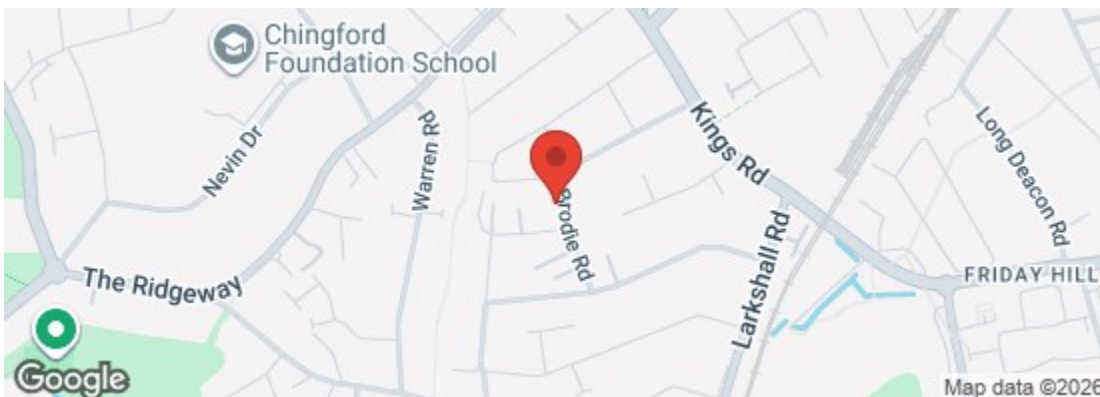 Chingford
Foundation School
Nevin Dr
Warren Rd
Kings Rd
Long Deacon Rd
Brodie Rd
The Ridgeway
Larkshall Rd
FRIDAY HILL
Google
Map data ©2026